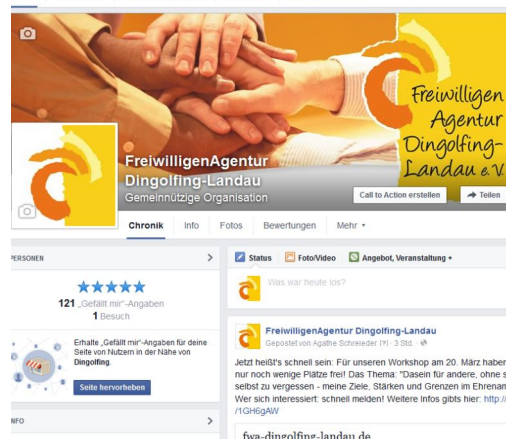 Freiwilligen
Agentur
Dingolfing-
Landau e.V.
FreiwilligenAgentur
Dingolfing-Landau
Gemeinnützige Organisation
Call to Action erstellen
Teilen
Chronik Info Fotos Bewertungen Mehr
PERSONEN
121 „Gefällt mir“-Angaben
1 Besuch
Erhalte „Gefällt mir“-Angaben für deine
Seite von Nutzern in der Nähe von
Dingolfing.
Seite hervorheben
NFO
Status Foto/Video Angebot, Veranstaltung +
Was war heute los?
FreiwilligenAgentur Dingolfing-Landau
Gepostet von Agathe Schreieder [?] · 3 Std. ·
Jetzt heißt's schnell sein: Für unseren Workshop am 20. März haben
nur noch wenige Plätze frei! Das Thema: "Dasein für andere, ohne s
selbst zu vergessen - meine Ziele, Stärken und Grenzen im Ehrenam
Wer sich interessiert: schnell melden! Weitere Infos gibts hier: http://
/1GH6gAW
fwa-dingolfing-landau.de